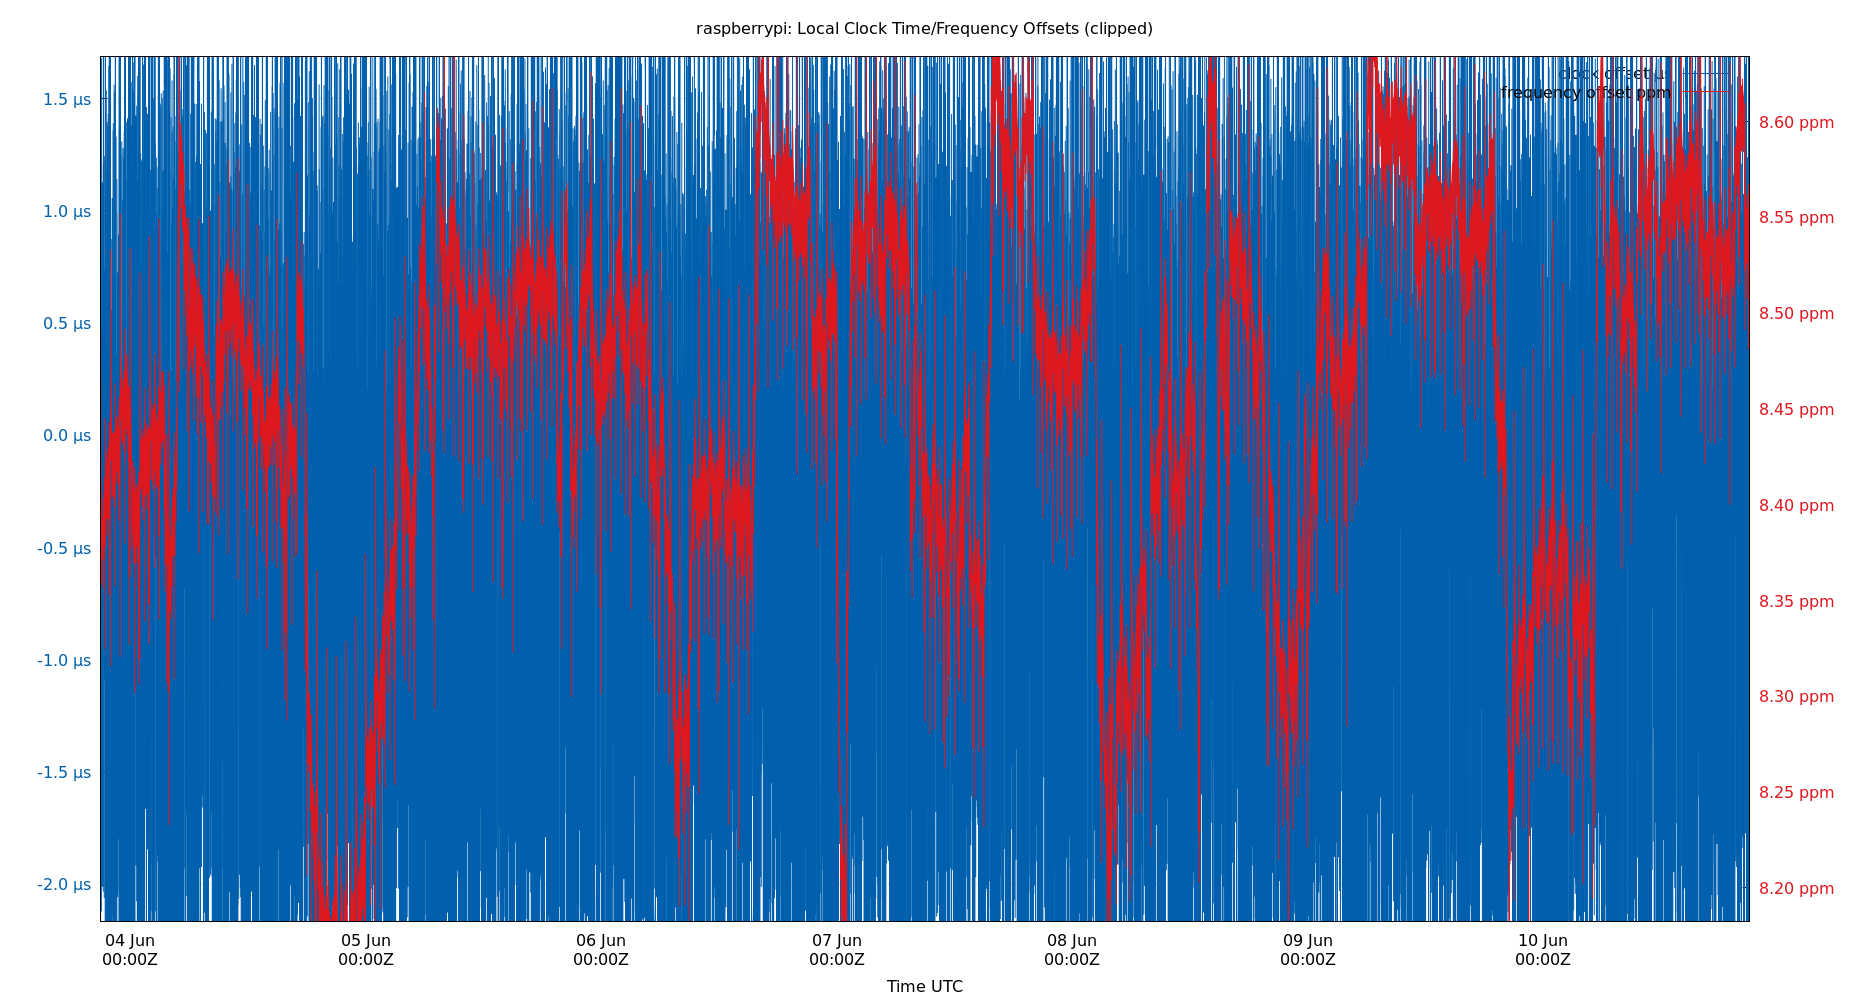 raspberrypi: Local Clock Time/Frequency Offsets (clipped)
clock offset µs
frequency offset ppm
1.5 µs
1.0 µs
0.5 µs
0.0 µs
-0.5 µs
-1.0 µs
-1.5 µs
-2.0 µs
8.60 ppm
8.55 ppm
8.50 ppm
8.45 ppm
8.40 ppm
8.35 ppm
8.30 ppm
8.25 ppm
8.20 ppm
04 Jun 05 Jun 06 Jun 07 Jun 08 Jun 09 Jun 10 Jun
00:00Z 00:00Z 00:00Z 00:00Z 00:00Z 00:00Z 00:00Z
Time UTC